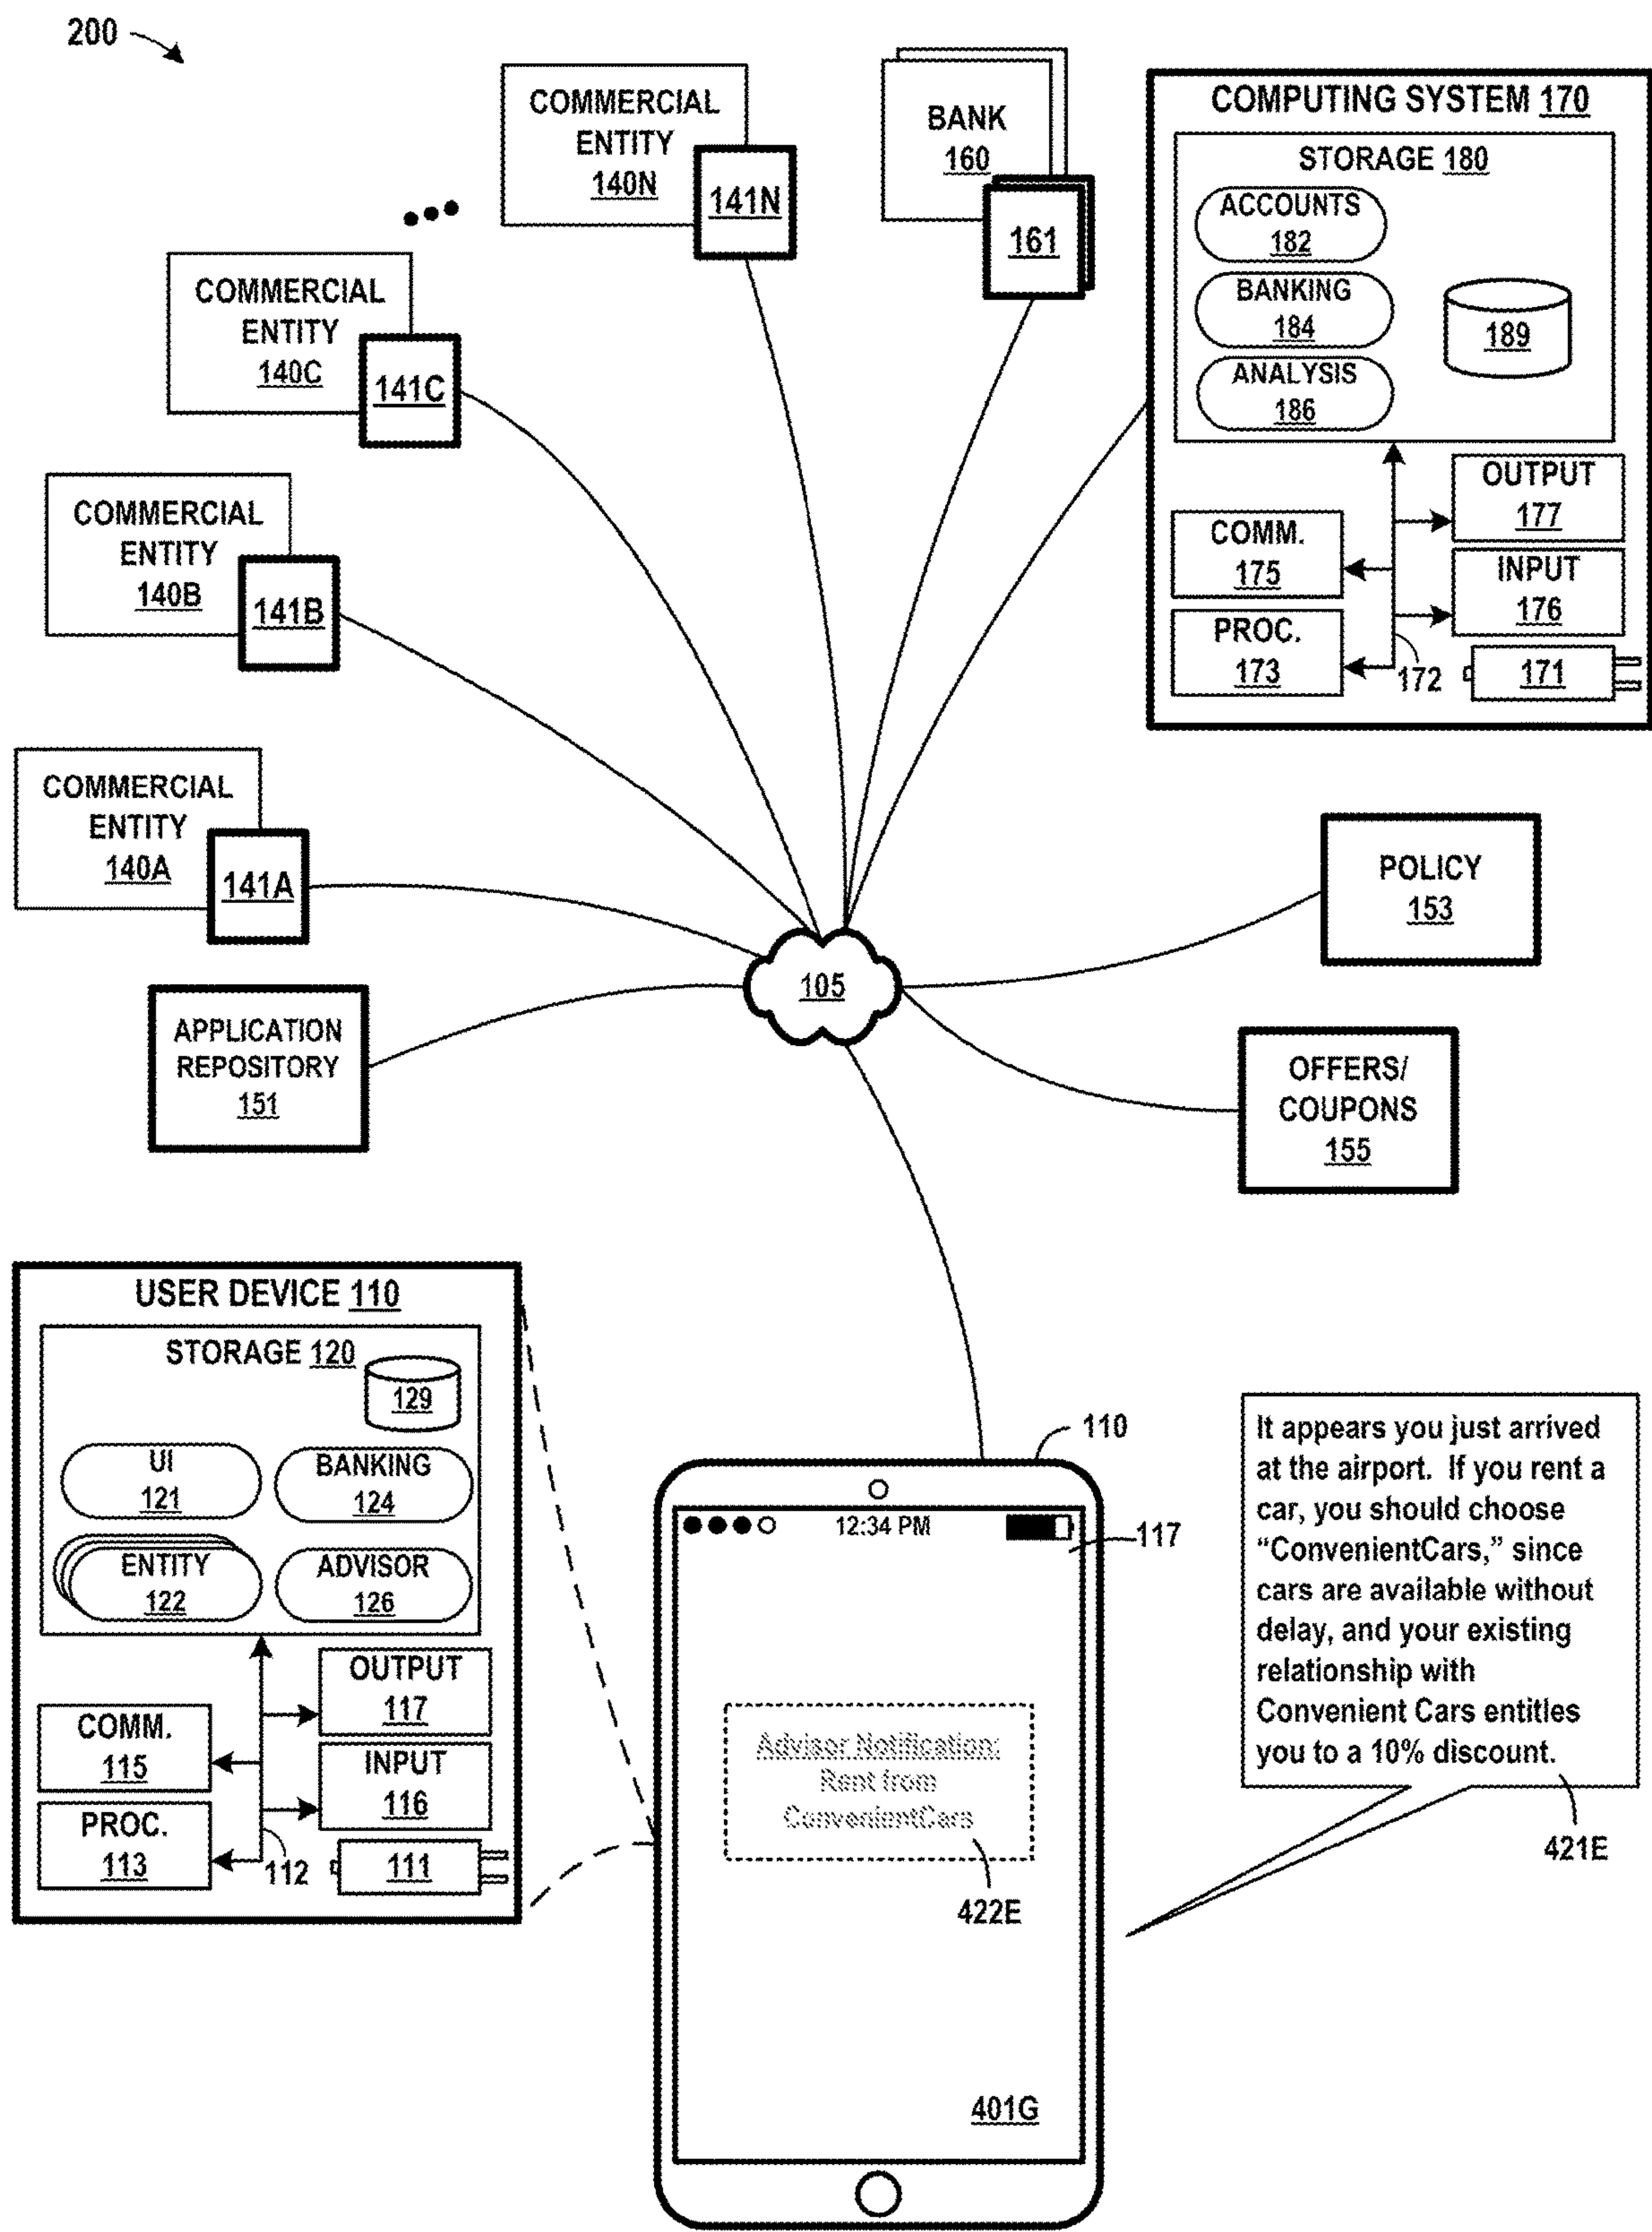 200
COMMERCIAL
ENTITY
140N
141N
BANK
160
161
COMPUTING SYSTEM 170
STORAGE 180
ACCOUNTS
182
BANKING
184
ANALYSIS
186
189
OUTPUT
177
COMM.
175
INPUT
176
PROC.
173
172
171
COMMERCIAL
ENTITY
140C
141C
COMMERCIAL
ENTITY
140B
141B
COMMERCIAL
ENTITY
140A
141A
105
POLICY
153
APPLICATION
REPOSITORY
151
OFFERS/
COUPONS
155
USER DEVICE 110
STORAGE 120
129
UI
121
BANKING
124
ENTITY
122
ADVISOR
126
OUTPUT
117
COMM.
115
INPUT
116
PROC.
113
112
111
110
12:34 PM
117
Advisor Notification:
Rent from
ConvenientCars
422E
401G
It appears you just arrived
at the airport. If you rent a
car, you should choose
“ConvenientCars,” since
cars are available without
delay, and your existing
relationship with
Convenient Cars entitles
you to a 10% discount.
421E